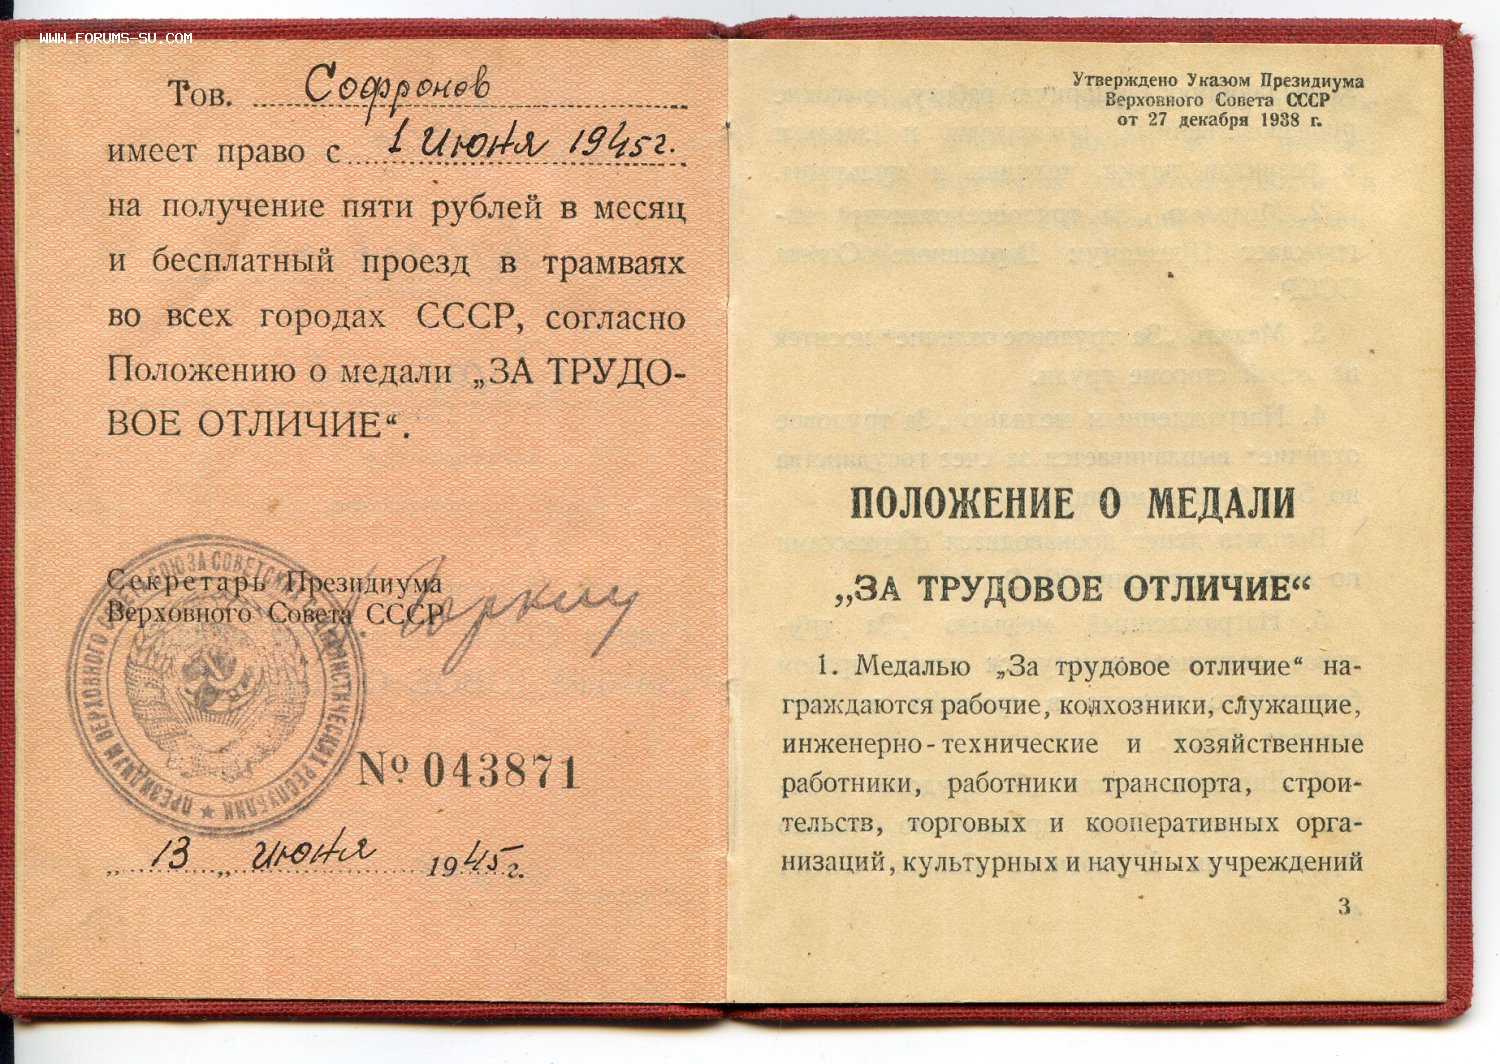 WWW.FORUMS-SU.COM
Тов. Софронов
имеет право с 1 Июня 1945г.
на получение пяти рублей в месяц
и бесплатный проезд в трамваях
во всех городах СССР, согласно
Положению о медали „ЗА ТРУДО-
ВОЕ ОТЛИЧИЕ“.
Секретарь Президиума
Верховного Совета СССР
№ 043871
„ 13 „ июня 1945г.
Утверждено Указом Президиума
Верховного Совета СССР
от 27 декабря 1938 г.
ПОЛОЖЕНИЕ О МЕДАЛИ
„ЗА ТРУДОВОЕ ОТЛИЧИЕ“
1. Медалью „За трудовое отличие“ на-
граждаются рабочие, колхозники, служащие,
инженерно-технические и хозяйственные
работники, работники транспорта, строи-
тельств, торговых и кооперативных орга-
низаций, культурных и научных учреждений
3